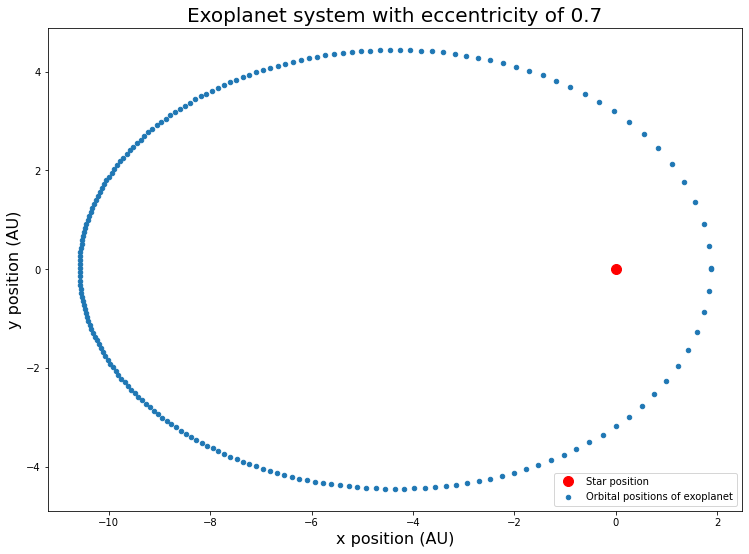 Exoplanet system with eccentricity of 0.7
y position (AU)
4
2
0
−2
−4
−10
−8
−6
−4
−2
0
2
x position (AU)
Star position
Orbital positions of exoplanet